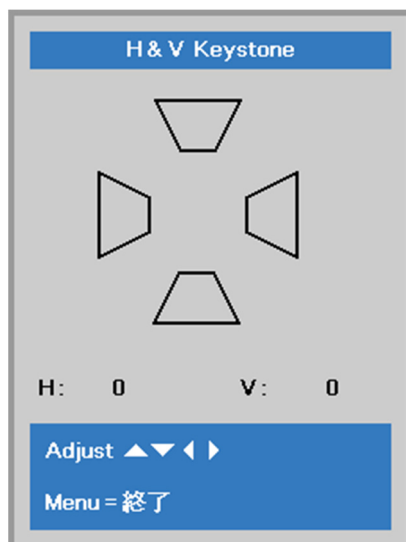 H & V Keystone
H: 0 V: 0
Adjust ▲▼◀▶
Menu = 終了